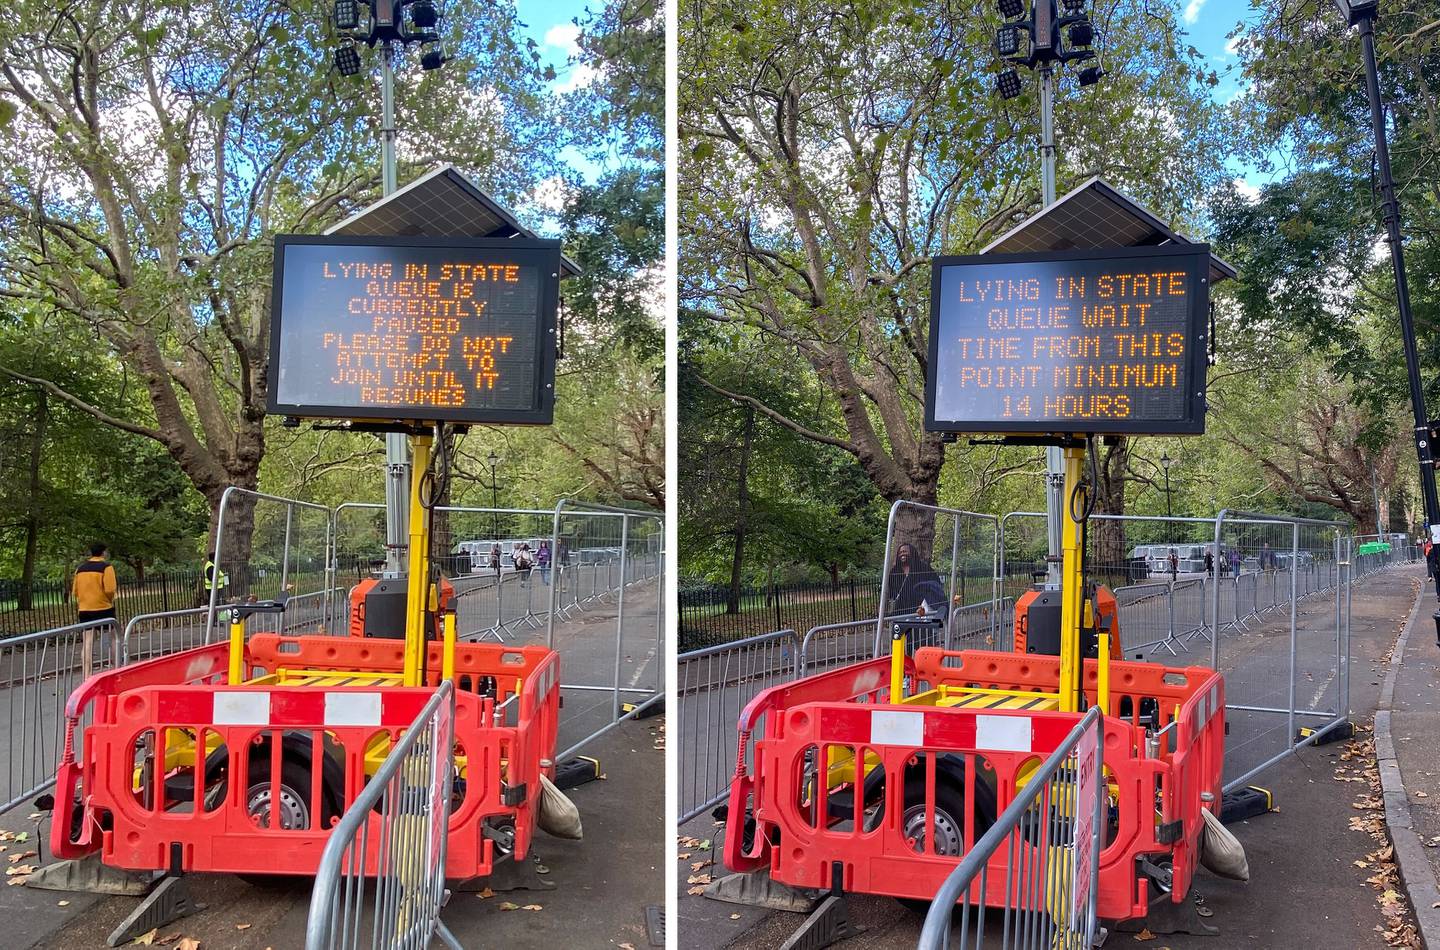 LYING IN STATE
QUEUE IS
CURRENTLY
PAUSED
PLEASE DO NOT
ATTEMPT TO
JOIN UNTIL IT
RESUMES
LYING IN STATE
QUEUE WAIT
TIME FROM THIS
POINT MINIMUM
14 HOURS